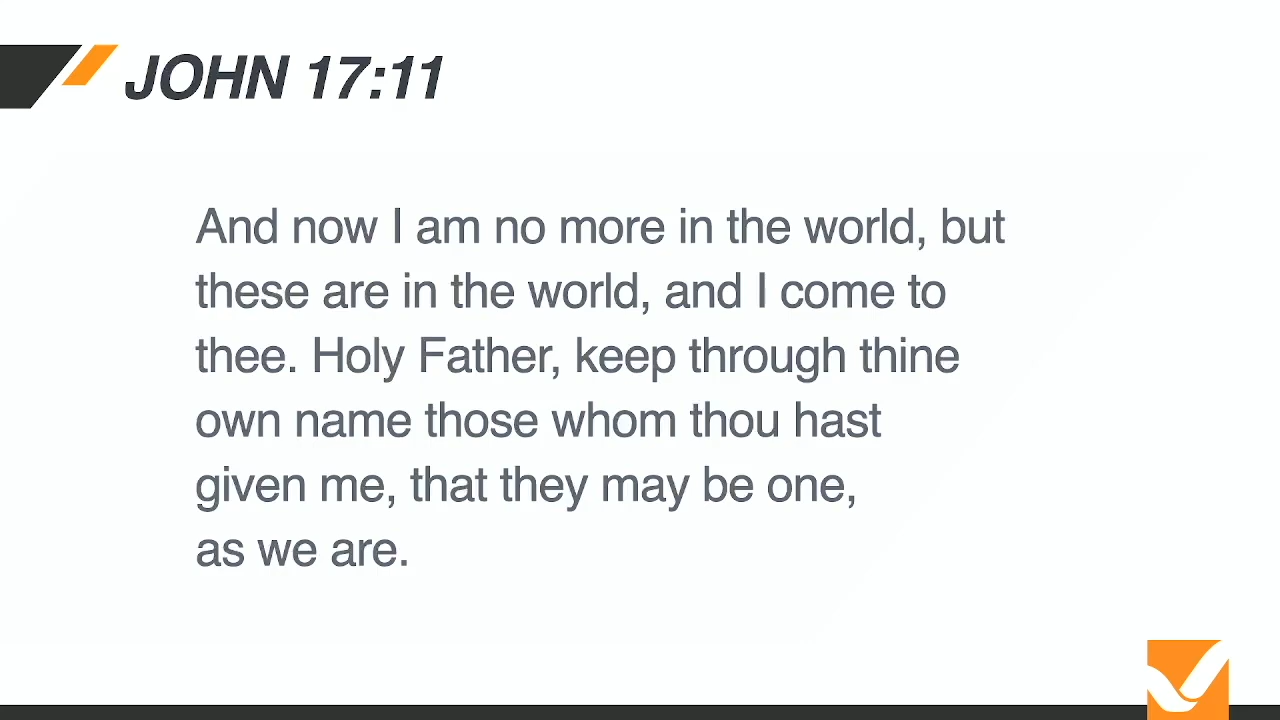 JOHN 17:11
And now I am no more in the world, but
these are in the world, and I come to
thee. Holy Father, keep through thine
own name those whom thou hast
given me, that they may be one,
as we are.